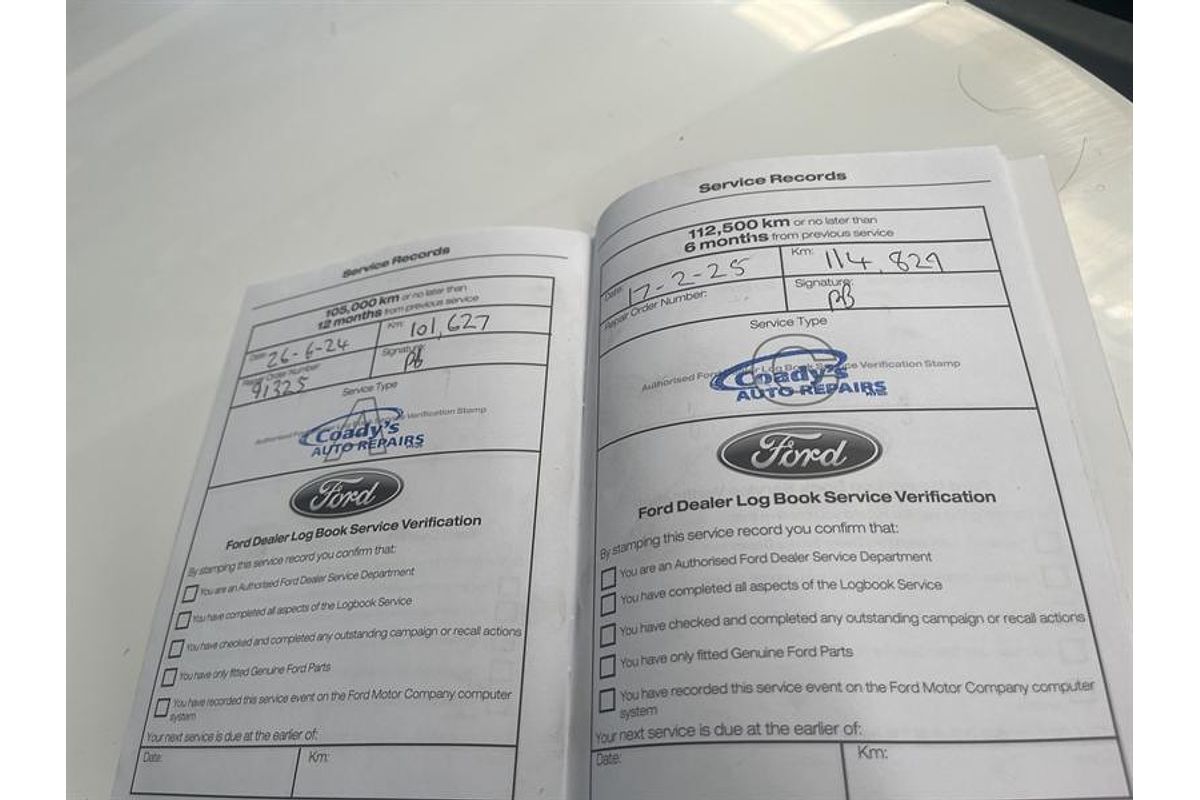 Service Records
105,000 km or no later than
12 months from previous service
Date: 26-6-24
Km: 101,627
Repair Order Number: 91325
Signature:
Service Type
A
Authorised Ford Verification Stamp
Coady's
AUTO REPAIRS
Ford
Ford Dealer Log Book Service Verification
By stamping this service record you confirm that:
You are an Authorised Ford Dealer Service Department
You have completed all aspects of the Logbook Service
You have checked and completed any outstanding campaign or recall actions
You have only fitted Genuine Ford Parts
You have recorded this service event on the Ford Motor Company computer
system
Your next service is due at the earlier of:
Date:
Km:
Service Records
112,500 km or no later than
6 months from previous service
Date: 17-2-25
Km: 114,829
Repair Order Number:
Signature:
Service Type
Authorised Ford Log Book Service Verification Stamp
Coady's
AUTO REPAIRS
Ford
Ford Dealer Log Book Service Verification
By stamping this service record you confirm that:
You are an Authorised Ford Dealer Service Department
You have completed all aspects of the Logbook Service
You have checked and completed any outstanding campaign or recall actions
You have only fitted Genuine Ford Parts
You have recorded this service event on the Ford Motor Company computer
system
Your next service is due at the earlier of:
Date:
Km: